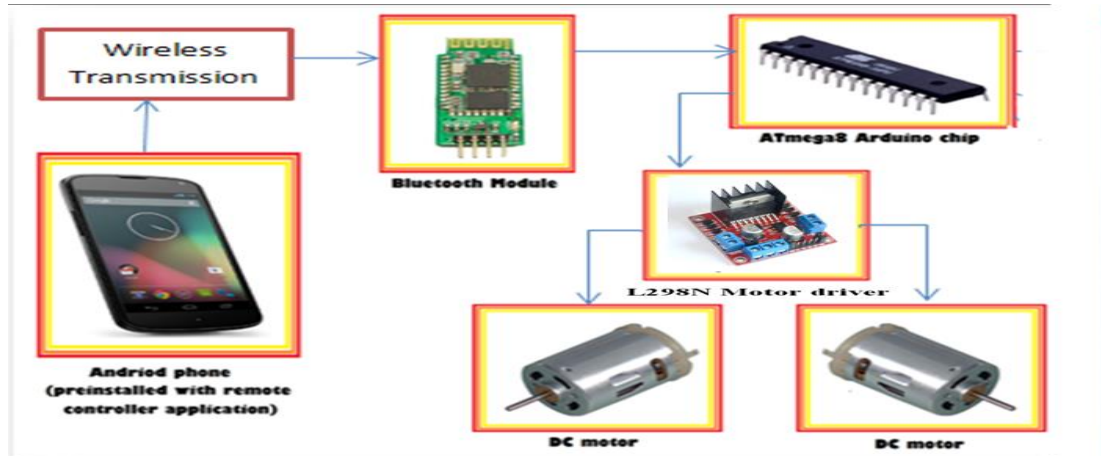 Wireless
Transmission
Bluetooth Module
ATmega8 Arduino chip
L298N Motor driver
Andriod phone
(preinstalled with remote
controller application)
DC motor
DC motor